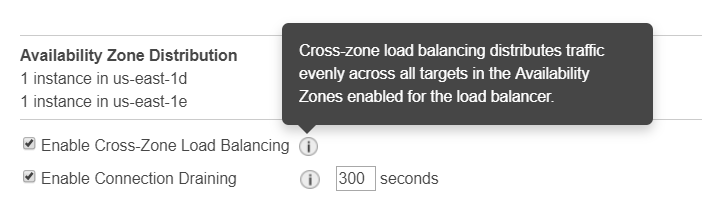 Cross-zone load balancing distributes traffic
evenly across all targets in the Availability
Zones enabled for the load balancer.
Availability Zone Distribution
1 instance in us-east-1d
1 instance in us-east-1e
Enable Cross-Zone Load Balancing i
Enable Connection Draining i 300 seconds